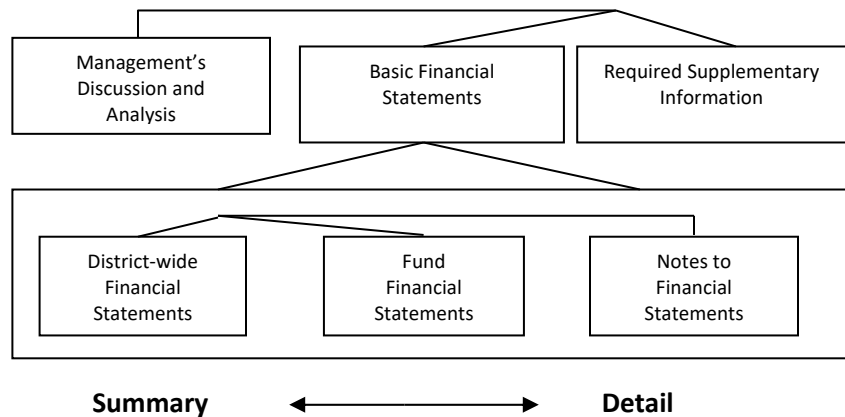 Management’s
Discussion and
Analysis
Basic Financial
Statements
Required Supplementary
Information
District-wide
Financial
Statements
Fund
Financial
Statements
Notes to
Financial
Statements
Summary
Detail